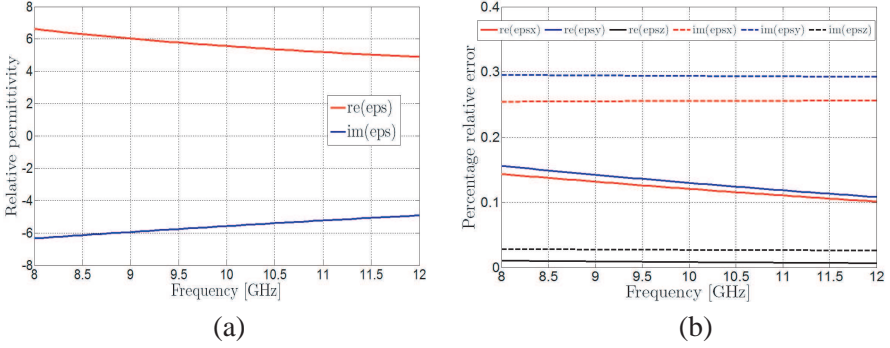 8
6
4
2
0
-2
-4
-6
-8
Relative permittivity
re(eps)
im(eps)
8 8.5 9 9.5 10 10.5 11 11.5 12
Frequency [GHz]
(a)
0.4
0.3
0.2
0.1
0
Percentage relative error
re(epsx) re(epsy) re(epsz) im(epsx) im(epsy) im(epsz)
8 8.5 9 9.5 10 10.5 11 11.5 12
Frequency [GHz]
(b)